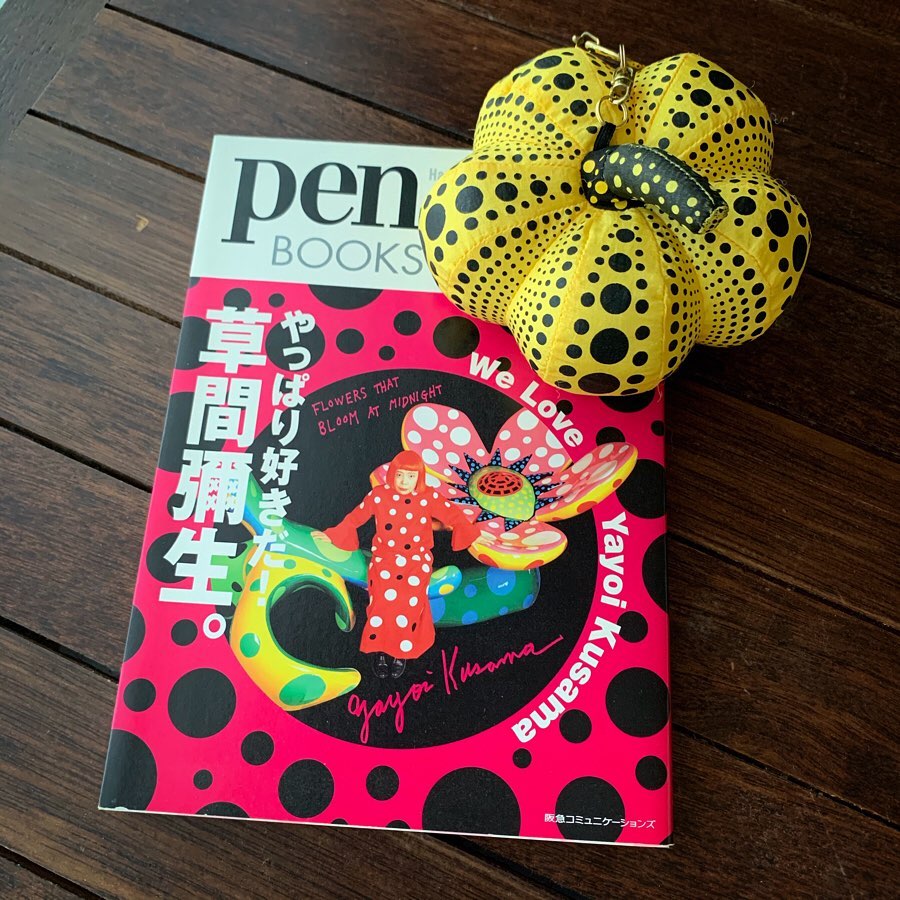 pen
BOOKS
やっぱり好きだ!
草間彌生。
FLOWERS THAT
BLOOM AT MIDNIGHT
We Love Yayoi Kusama
Yayoi Kusama
阪急コミュニケーションズ